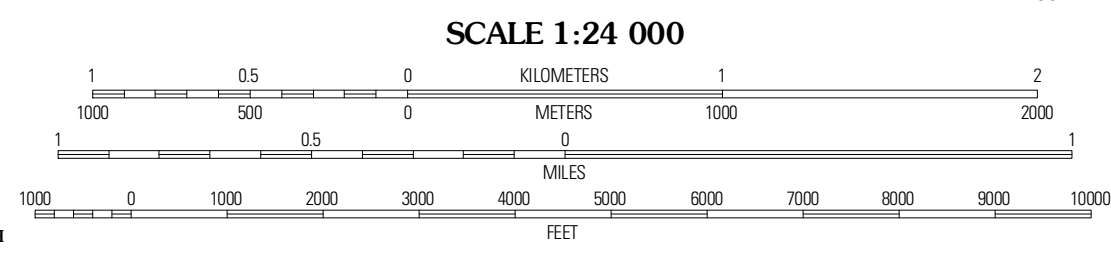 SCALE 1:24 000
1 0.5 0 KILOMETERS 1 2
1000 500 0 METERS 1000 2000
1 0.5 0 1
MILES
1000 0 1000 2000 3000 4000 5000 6000 7000 8000 9000 10000
FEET